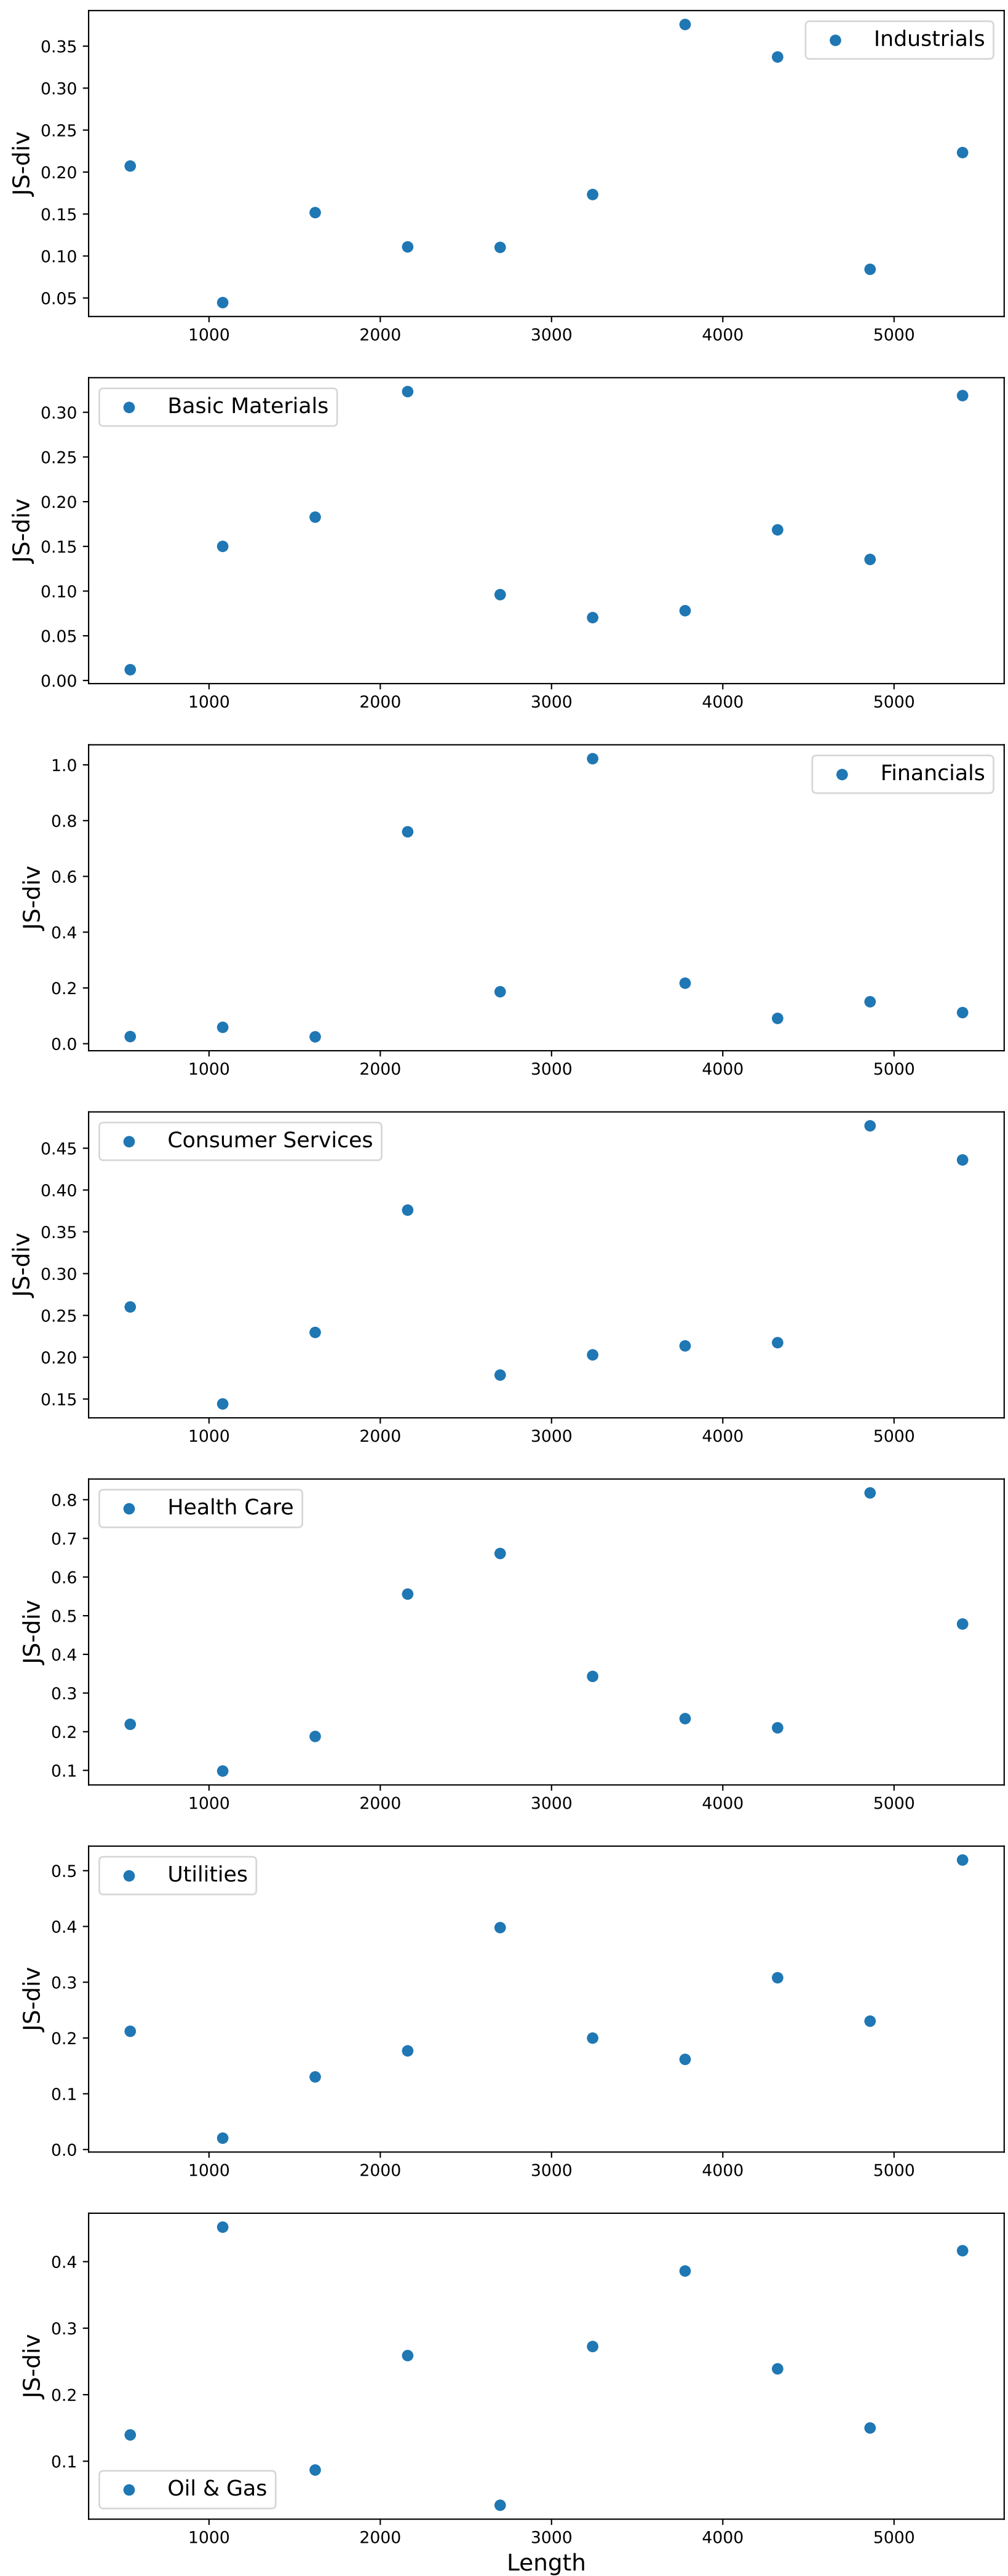 JS-div
0.35
0.30
0.25
0.20
0.15
0.10
0.05
Industrials
1000 2000 3000 4000 5000
JS-div
0.30
0.25
0.20
0.15
0.10
0.05
0.00
Basic Materials
1000 2000 3000 4000 5000
JS-div
1.0
0.8
0.6
0.4
0.2
0.0
Financials
1000 2000 3000 4000 5000
JS-div
0.45
0.40
0.35
0.30
0.25
0.20
0.15
Consumer Services
1000 2000 3000 4000 5000
JS-div
0.8
0.7
0.6
0.5
0.4
0.3
0.2
0.1
Health Care
1000 2000 3000 4000 5000
JS-div
0.5
0.4
0.3
0.2
0.1
0.0
Utilities
1000 2000 3000 4000 5000
JS-div
0.4
0.3
0.2
0.1
Oil & Gas
1000 2000 3000 4000 5000
Length